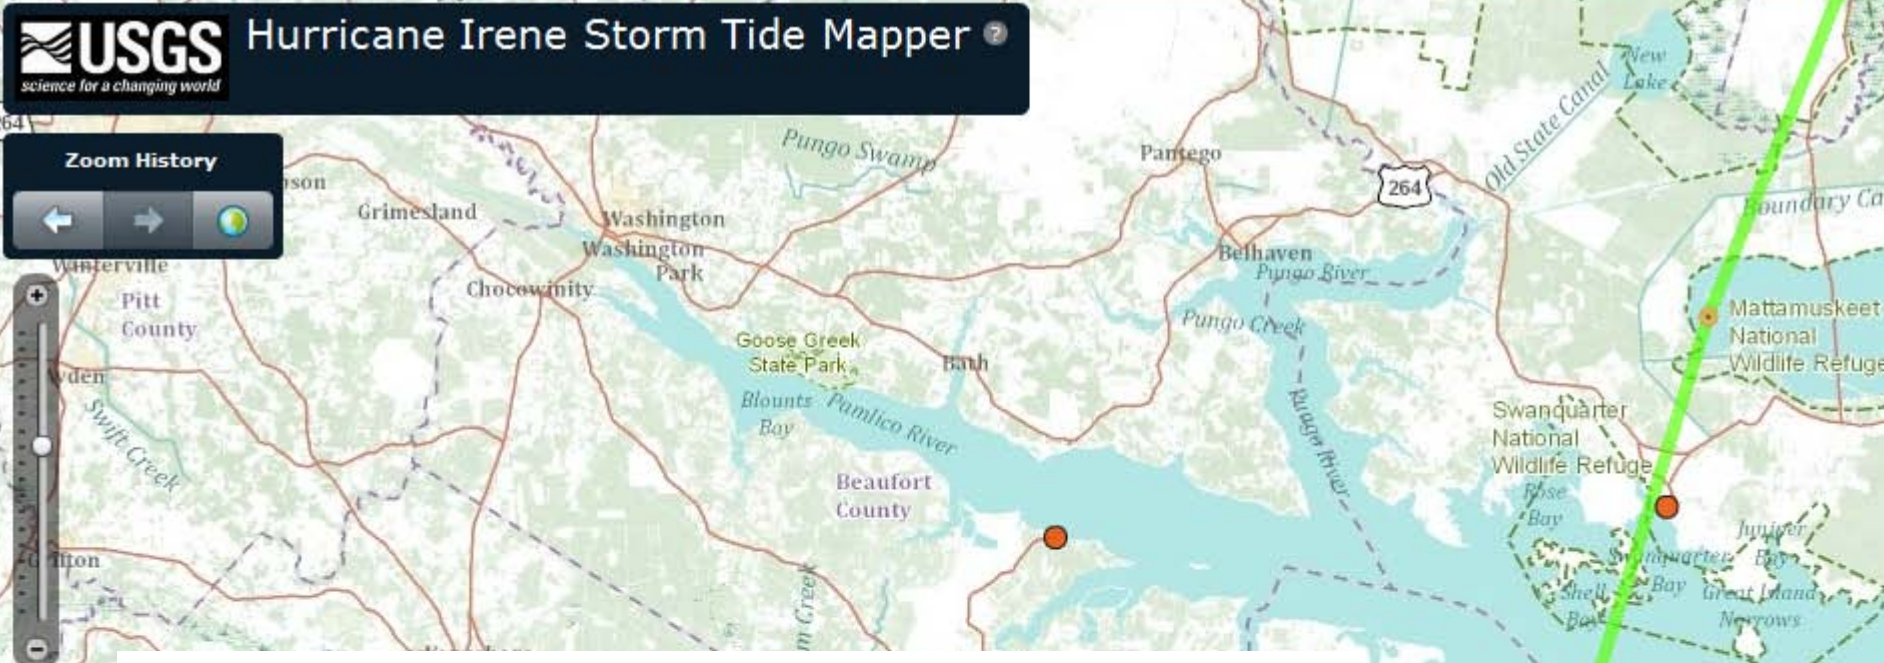 USGS
science for a changing world
Hurricane Irene Storm Tide Mapper ?
Zoom History
64
New
Lake
Old State Canal
Pungo Swamp
Pantego
264
Grimesland
Washington
Washington
Park
Boundary Ca
Belhaven
Pungo River
Winterville
Chocowinity
Pitt
County
Pungo Creek
Mattamuskeet
National
Wildlife Refuge
Goose Greek
State Park
Bath
Blounts
Bay
Pamlico River
Pungo River
Swift Creek
Swanquarter
National
Wildlife Refuge
Beaufort
County
Rose
Bay
Juniper
Bay
Swanquarter
Bay
Shell
Bay
Great Island
Narrows
m Creek
+
−